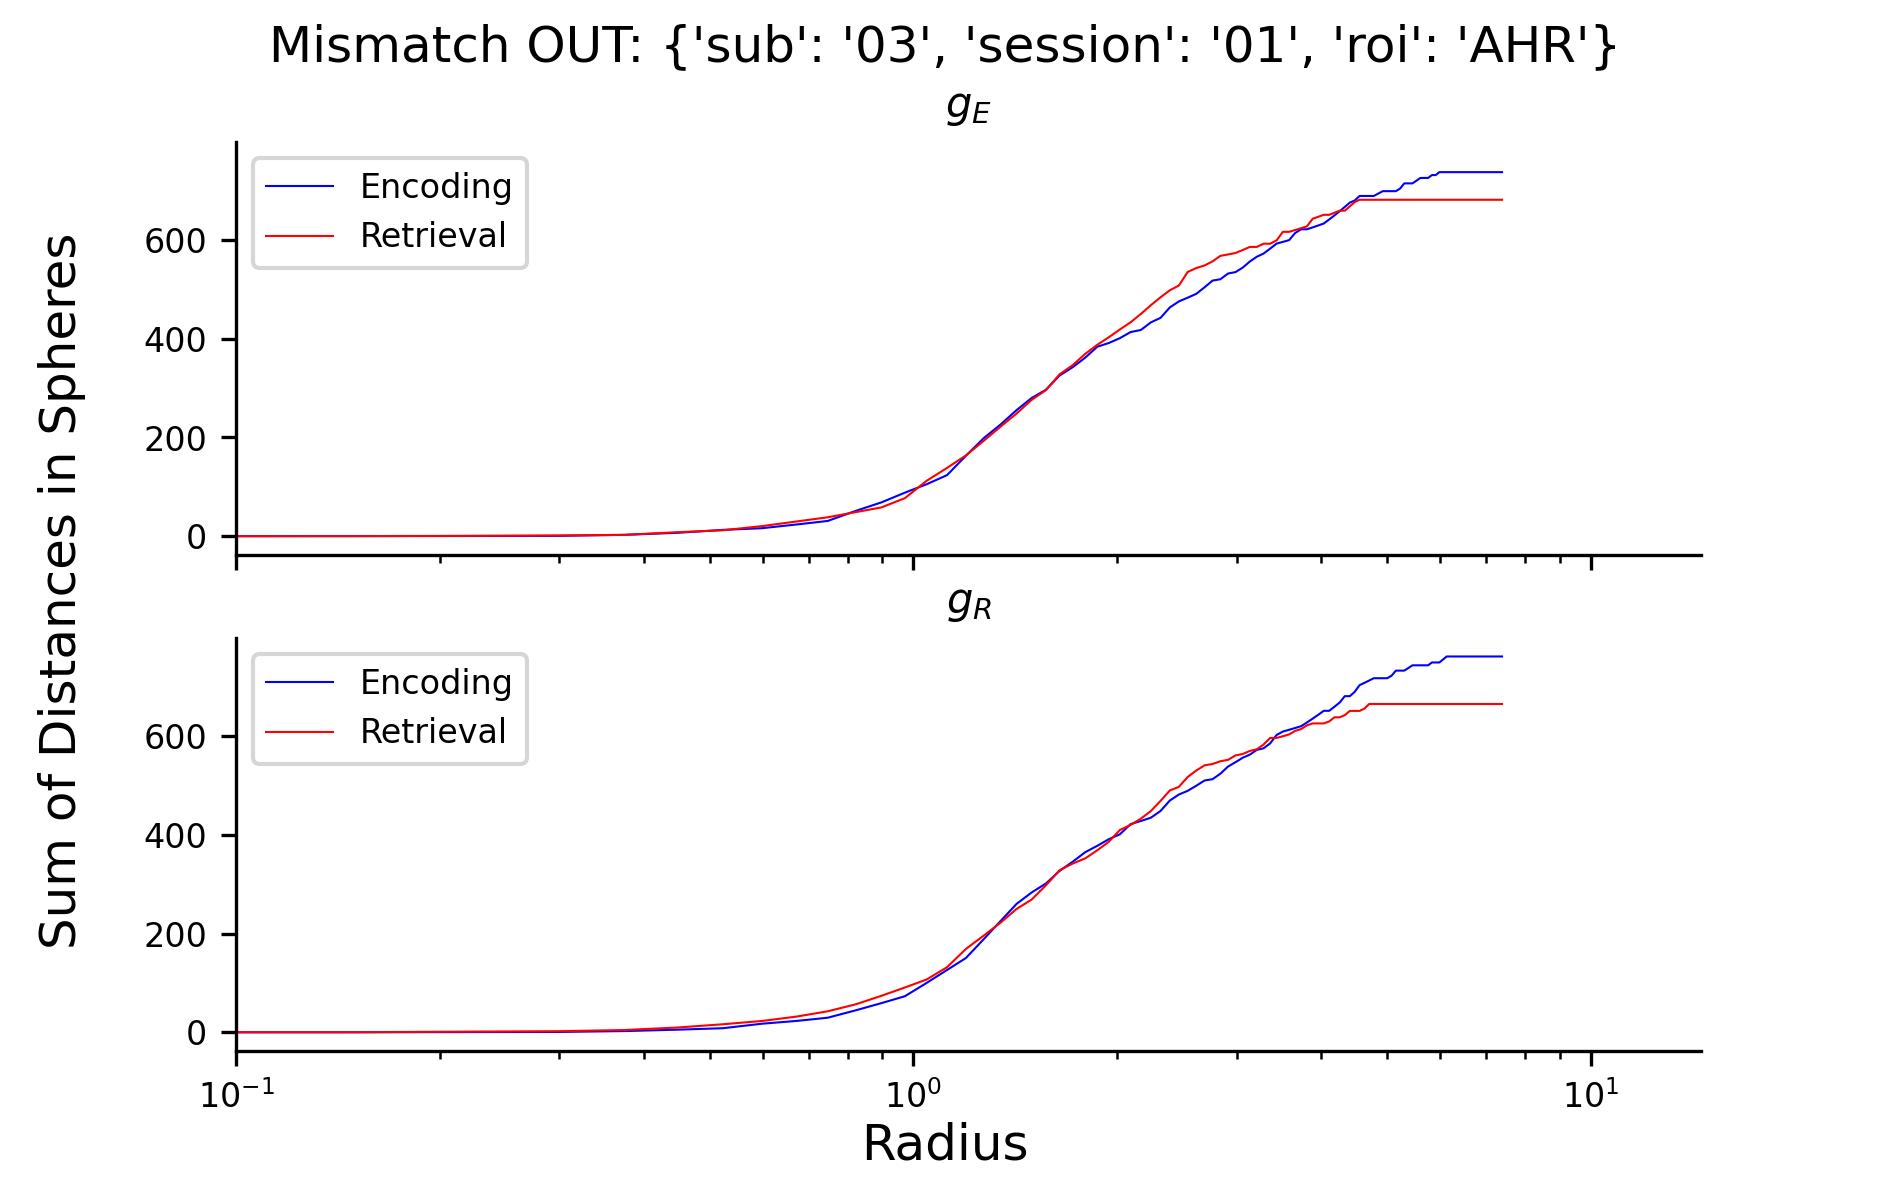 Mismatch OUT: {'sub': '03', 'session': '01', 'roi': 'AHR'}
g_E
Encoding
Retrieval
600
400
200
0
Sum of Distances in Spheres
g_R
Encoding
Retrieval
600
400
200
0
10^-1
10^0
10^1
Radius